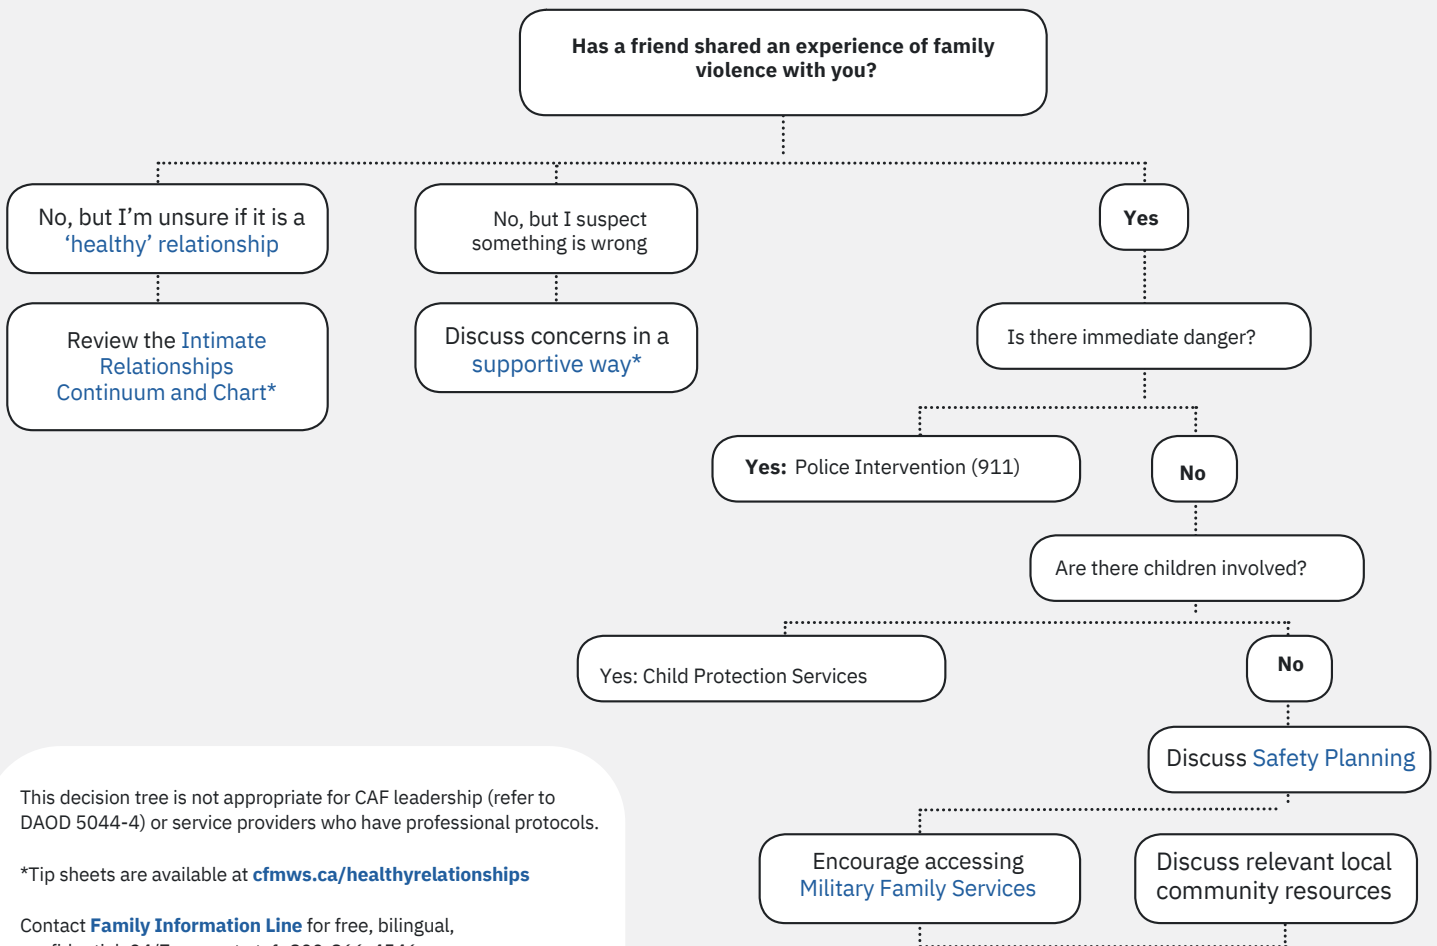 Has a friend shared an experience of family
violence with you?
No, but I'm unsure if it is a
'healthy' relationship
No, but I suspect
something is wrong
Yes
Review the Intimate
Relationships
Continuum and Chart*
Discuss concerns in a
supportive way*
Is there immediate danger?
Yes: Police Intervention (911)
No
Are there children involved?
Yes: Child Protection Services
No
Discuss Safety Planning
Encourage accessing
Military Family Services
Discuss relevant local
community resources
This decision tree is not appropriate for CAF leadership (refer to
DAOD 5044-4) or service providers who have professional protocols.
*Tip sheets are available at cfmws.ca/healthyrelationships
Contact Family Information Line for free, bilingual,